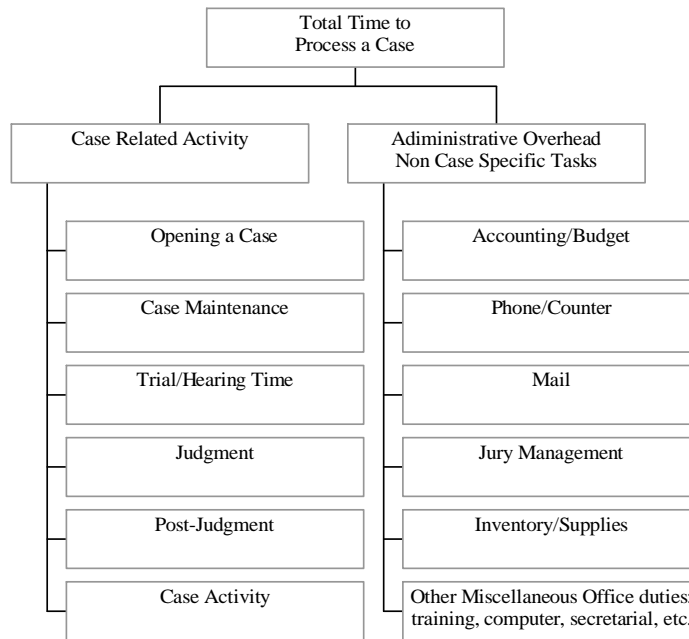 Total Time to
Process a Case
Case Related Activity
Adiministrative Overhead
Non Case Specific Tasks
Opening a Case
Case Maintenance
Trial/Hearing Time
Judgment
Post-Judgment
Case Activity
Accounting/Budget
Phone/Counter
Mail
Jury Management
Inventory/Supplies
Other Miscellaneous Office duties:
training, computer, secretarial, etc.